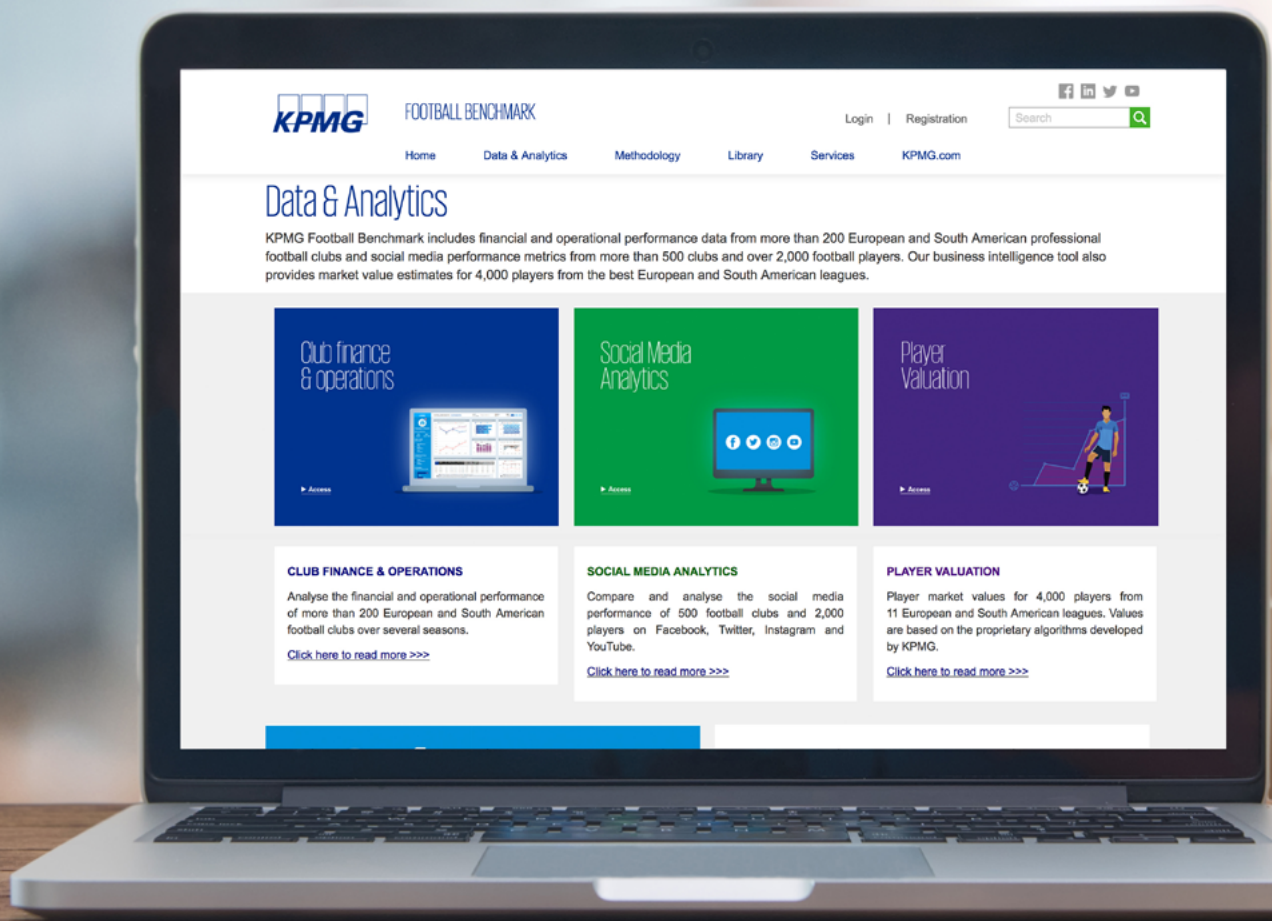 KPMG
FOOTBALL BENCHMARK
Login | Registration
Search
Home Data & Analytics Methodology Library Services KPMG.com
Data & Analytics
KPMG Football Benchmark includes financial and operational performance data from more than 200 European and South American professional
football clubs and social media performance metrics from more than 500 clubs and over 2,000 football players. Our business intelligence tool also
provides market value estimates for 4,000 players from the best European and South American leagues.
Club finance
& operations
Access
Social Media
Analytics
Access
Player
Valuation
Access
CLUB FINANCE & OPERATIONS
Analyse the financial and operational performance
of more than 200 European and South American
football clubs over several seasons.
Click here to read more >>>
SOCIAL MEDIA ANALYTICS
Compare and analyse the social media
performance of 500 football clubs and 2,000
players on Facebook, Twitter, Instagram and
YouTube.
Click here to read more >>>
PLAYER VALUATION
Player market values for 4,000 players from
11 European and South American leagues. Values
are based on the proprietary algorithms developed
by KPMG.
Click here to read more >>>